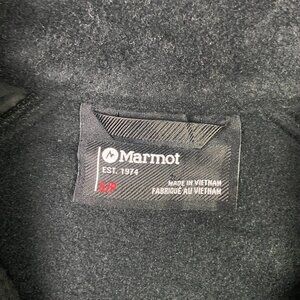 Marmot
EST. 1974
S/P
MADE IN VIETNAM
FABRIQUÉ AU VIETNAM